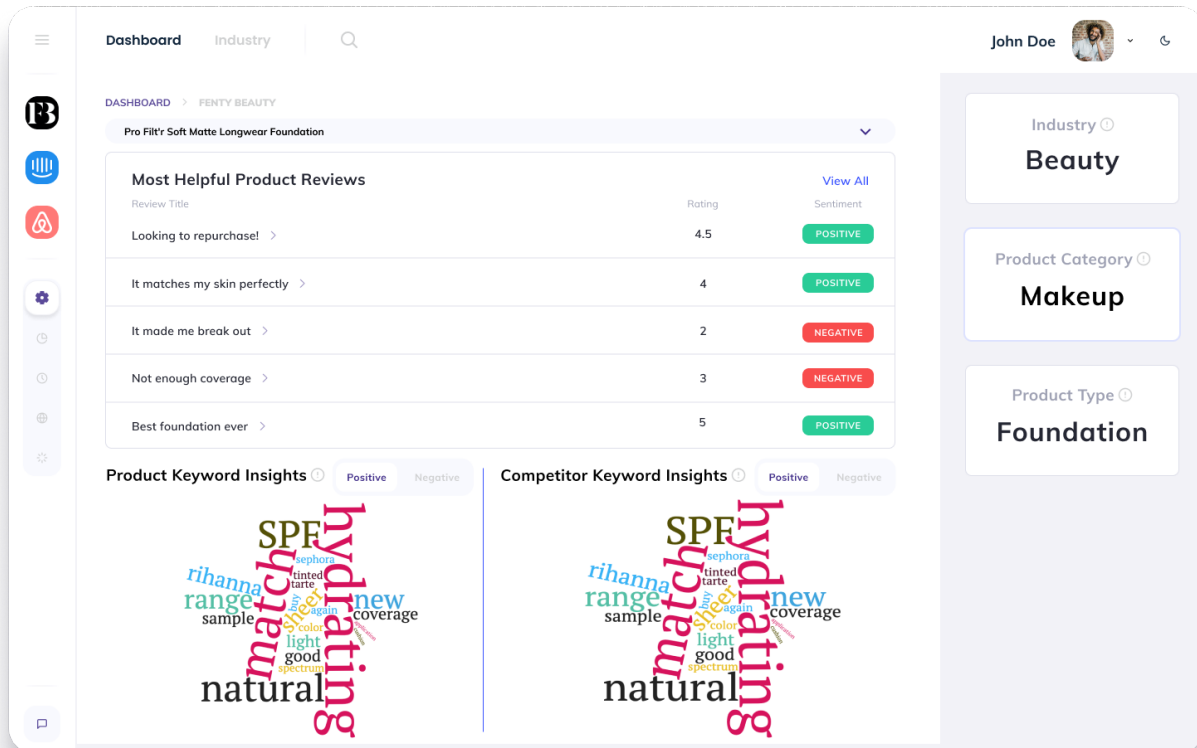 Dashboard Industry
John Doe
DASHBOARD > FENTY BEAUTY
Pro Filt'r Soft Matte Longwear Foundation
Most Helpful Product Reviews
View All
Review Title Rating Sentiment
Looking to repurchase! > 4.5 POSITIVE
It matches my skin perfectly > 4 POSITIVE
It made me break out > 2 NEGATIVE
Not enough coverage > 3 NEGATIVE
Best foundation ever > 5 POSITIVE
Industry
Beauty
Product Category
Makeup
Product Type
Foundation
Product Keyword Insights Positive Negative
SPF
hydrating
match
sephora
rihanna
tinted
tarte
range
buy
sheer
new
again
sample
coverage
color
application
light
good
spectrum
natural
Competitor Keyword Insights Positive Negative
SPF
hydrating
match
sephora
rihanna
tinted
tarte
range
buy
sheer
new
again
sample
coverage
color
application
light
good
spectrum
natural